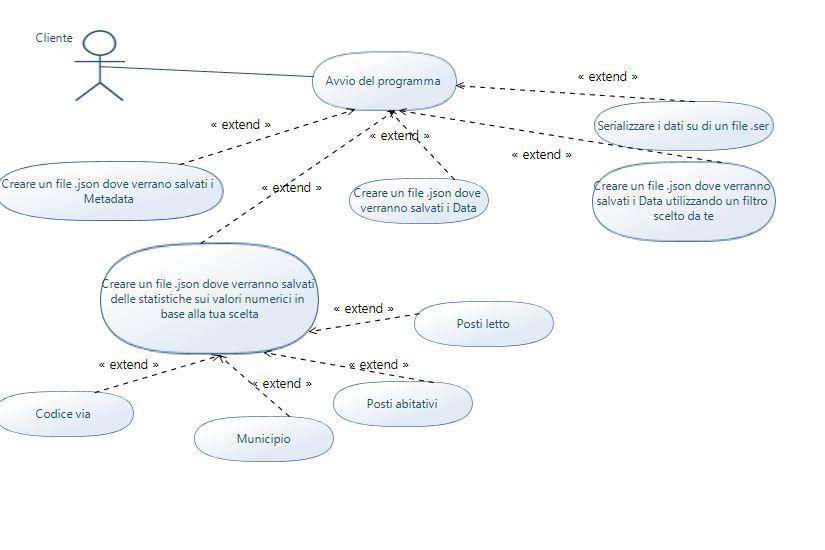 Cliente
Avvio del programma
« extend »
Serializzare i dati su di un file .ser
« extend »
« extend »
« extend »
Creare un file .json dove verrano salvati i
Metadata
« extend »
Creare un file .json dove
verranno salvati i Data
Creare un file .json dove verranno
salvati i Data utilizzando un filtro
scelto da te
Creare un file .json dove verranno salvati
delle statistiche sui valori numerici in
base alla tua scelta
« extend »
Posti letto
« extend »
« extend »
« extend »
Codice via
Municipio
Posti abitativi